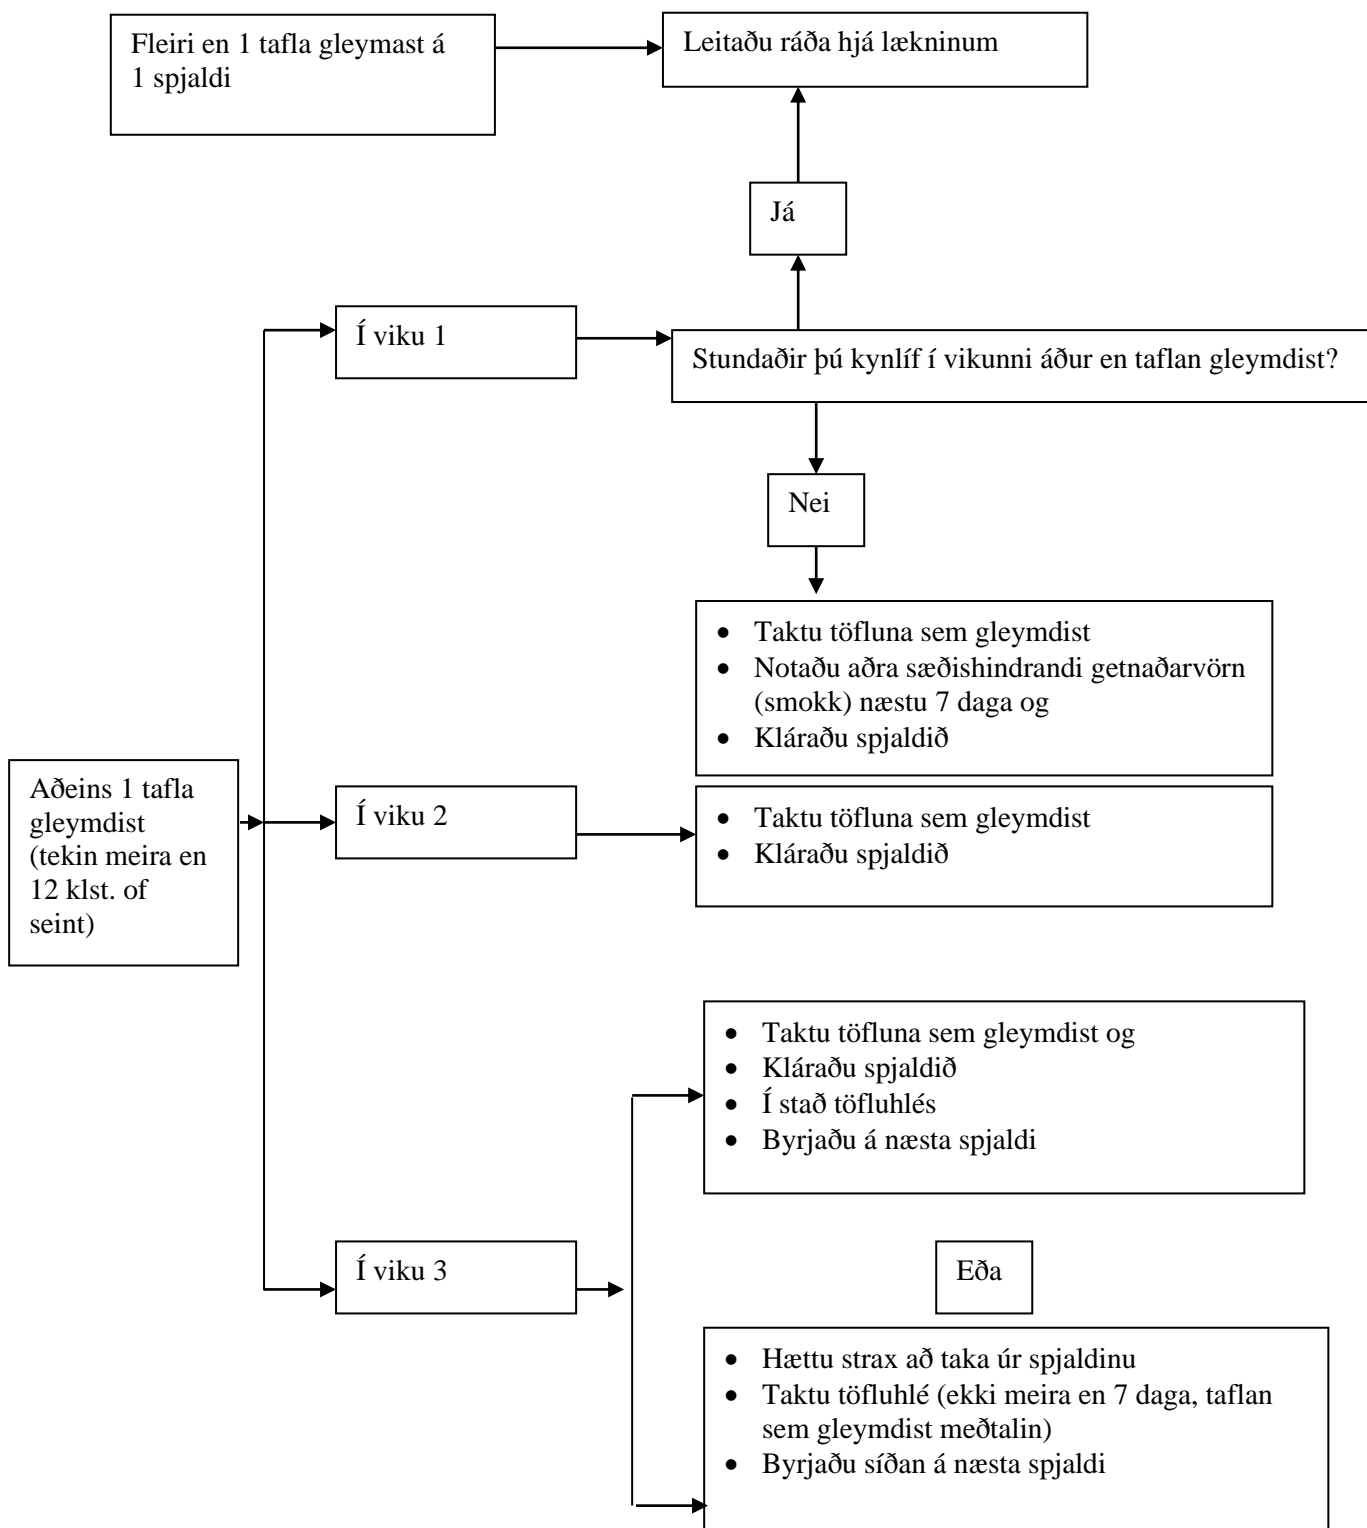 Fleiri en 1 tafla gleymast á
1 spjaldi
Leitaðu ráða hjá lækninum
Já
Í viku 1
Stundaðir þú kynlíf í vikunni áður en taflan gleymdist?
Nei
• Taktu töfluna sem gleymdist
• Notaðu aðra sæðishindrandi getnaðarvörn
(smokk) næstu 7 daga og
• Kláraðu spjaldið
Aðeins 1 tafla
gleymdist
(tekin meira en
12 klst. of
seint)
Í viku 2
• Taktu töfluna sem gleymdist
• Kláraðu spjaldið
• Taktu töfluna sem gleymdist og
• Kláraðu spjaldið
• Í stað töfluhlés
• Byrjaðu á næsta spjaldi
Í viku 3
Eða
• Hættu strax að taka úr spjaldinu
• Taktu töfluhlé (ekki meira en 7 daga, taflan
sem gleymdist meðtalin)
• Byrjaðu síðan á næsta spjaldi